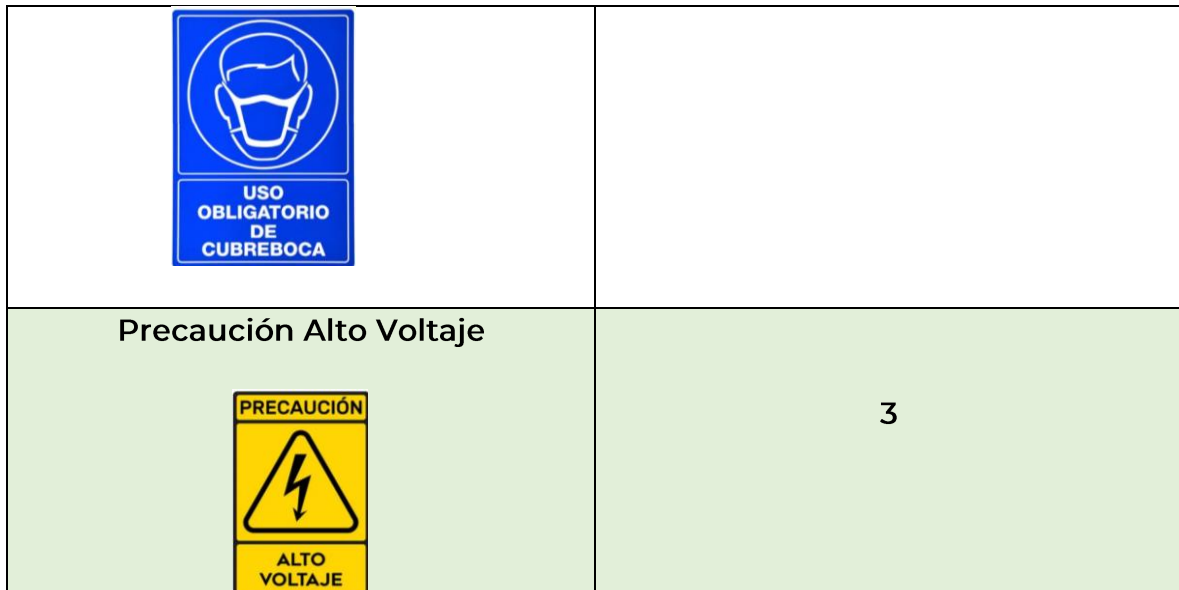 USO
OBLIGATORIO
DE
CUBREBOCA
Precaución Alto Voltaje
PRECAUCIÓN
3
ALTO
VOLTAJE